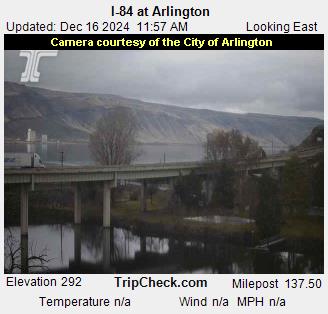 I-84 at Arlington
Updated: Dec 16 2024 11:57 AM Looking East
Camera courtesy of the City of Arlington
Elevation 292 TripCheck.com Milepost 137.50
Temperature n/a Wind n/a MPH n/a